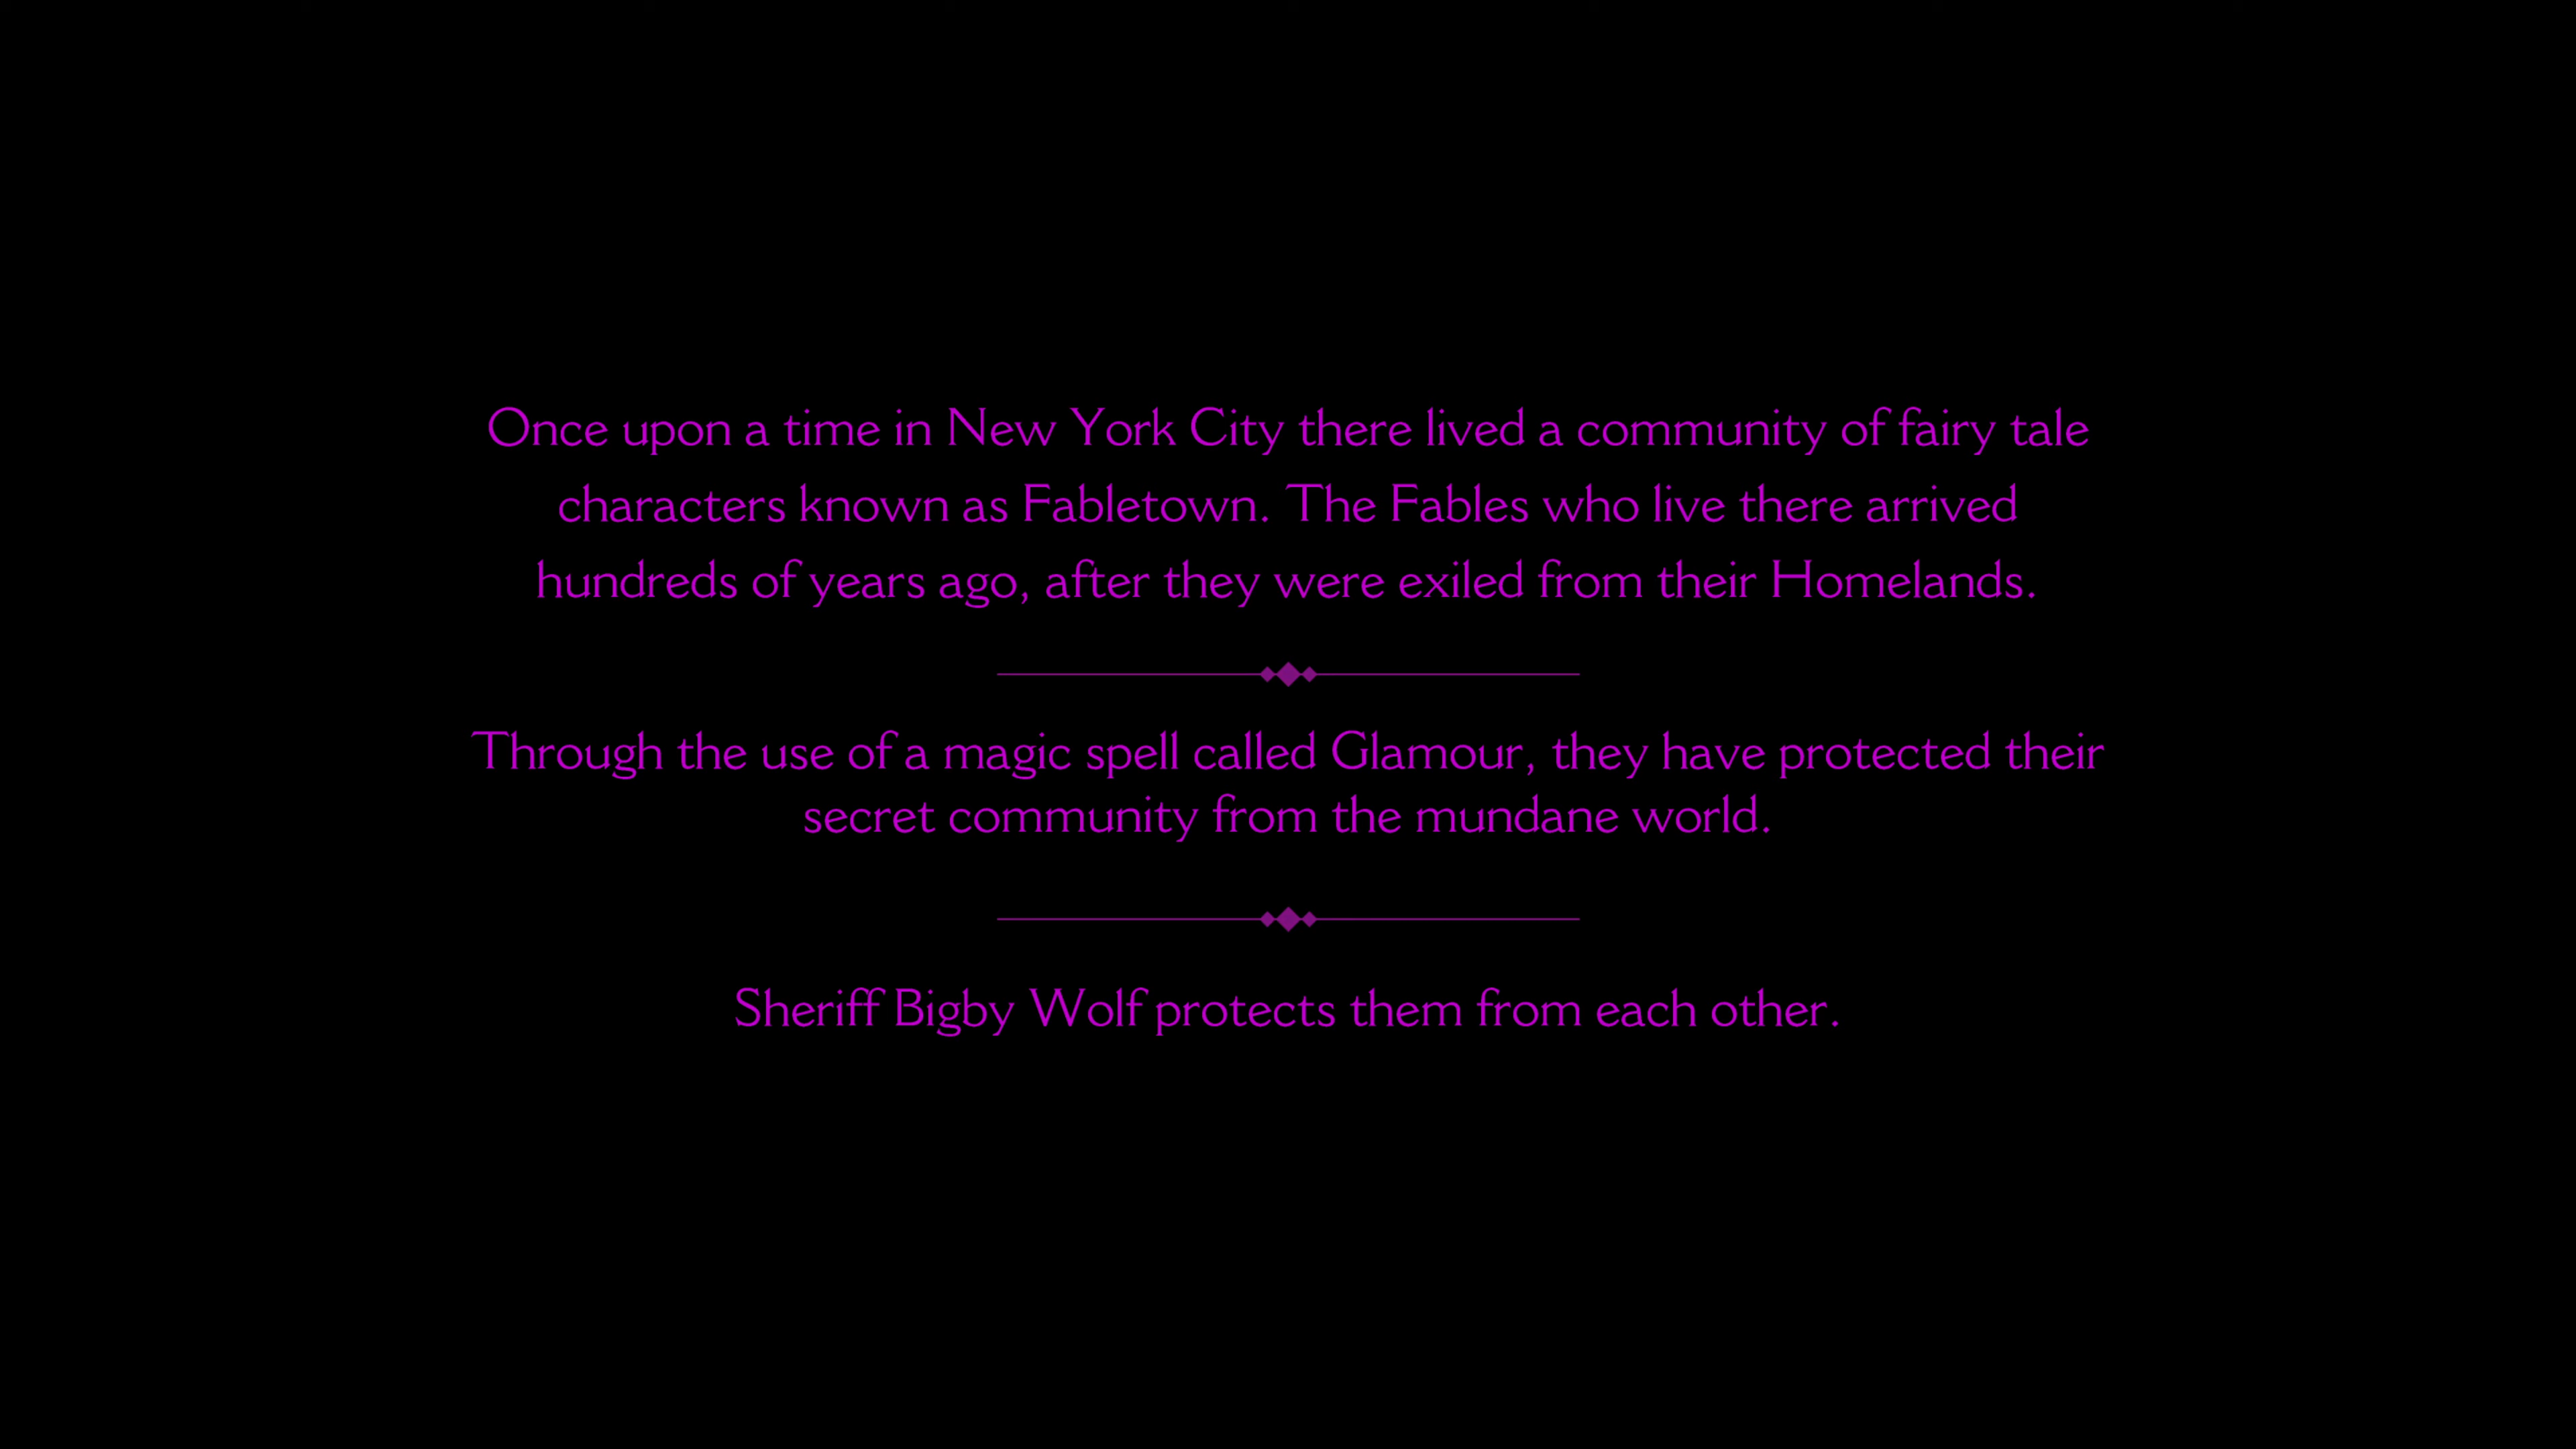 Once upon a time in New York City there lived a community of fairy tale
characters known as Fabletown. The Fables who live there arrived
hundreds of years ago, after they were exiled from their Homelands.
Through the use of a magic spell called Glamour, they have protected their
secret community from the mundane world.
Sheriff Bigby Wolf protects them from each other.